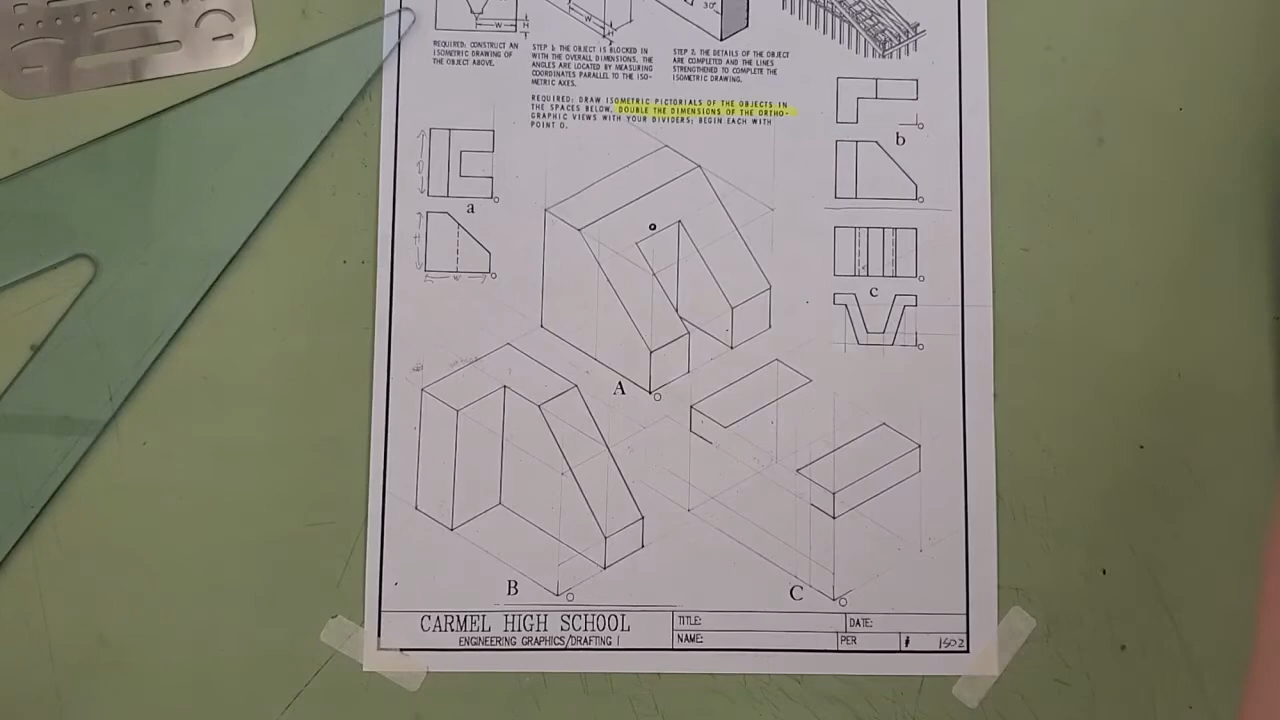 W
H
W
H
30°
REQUIRED: CONSTRUCT AN
ISOMETRIC DRAWING OF
THE OBJECT ABOVE.
STEP 1: THE OBJECT IS BLOCKED IN
WITH THE OVERALL DIMENSIONS. THE
ANGLES ARE LOCATED BY MEASURING
COORDINATES PARALLEL TO THE ISO-
METRIC AXES.
STEP 2. THE DETAILS OF THE OBJECT
ARE COMPLETED AND THE LINES
STRENGTHENED TO COMPLETE THE
ISOMETRIC DRAWING.
REQUIRED: DRAW ISOMETRIC PICTORIALS OF THE OBJECTS IN
THE SPACES BELOW. DOUBLE THE DIMENSIONS OF THE ORTHO-
GRAPHIC VIEWS WITH YOUR DIVIDERS; BEGIN EACH WITH
POINT O.
D
O
a
H
W
O
O
b
O
O
c
O
A
O
B
O
C
O
CARMEL HIGH SCHOOL
ENGINEERING GRAPHICS/DRAFTING I
TITLE:
DATE:
NAME:
PER
#
1502